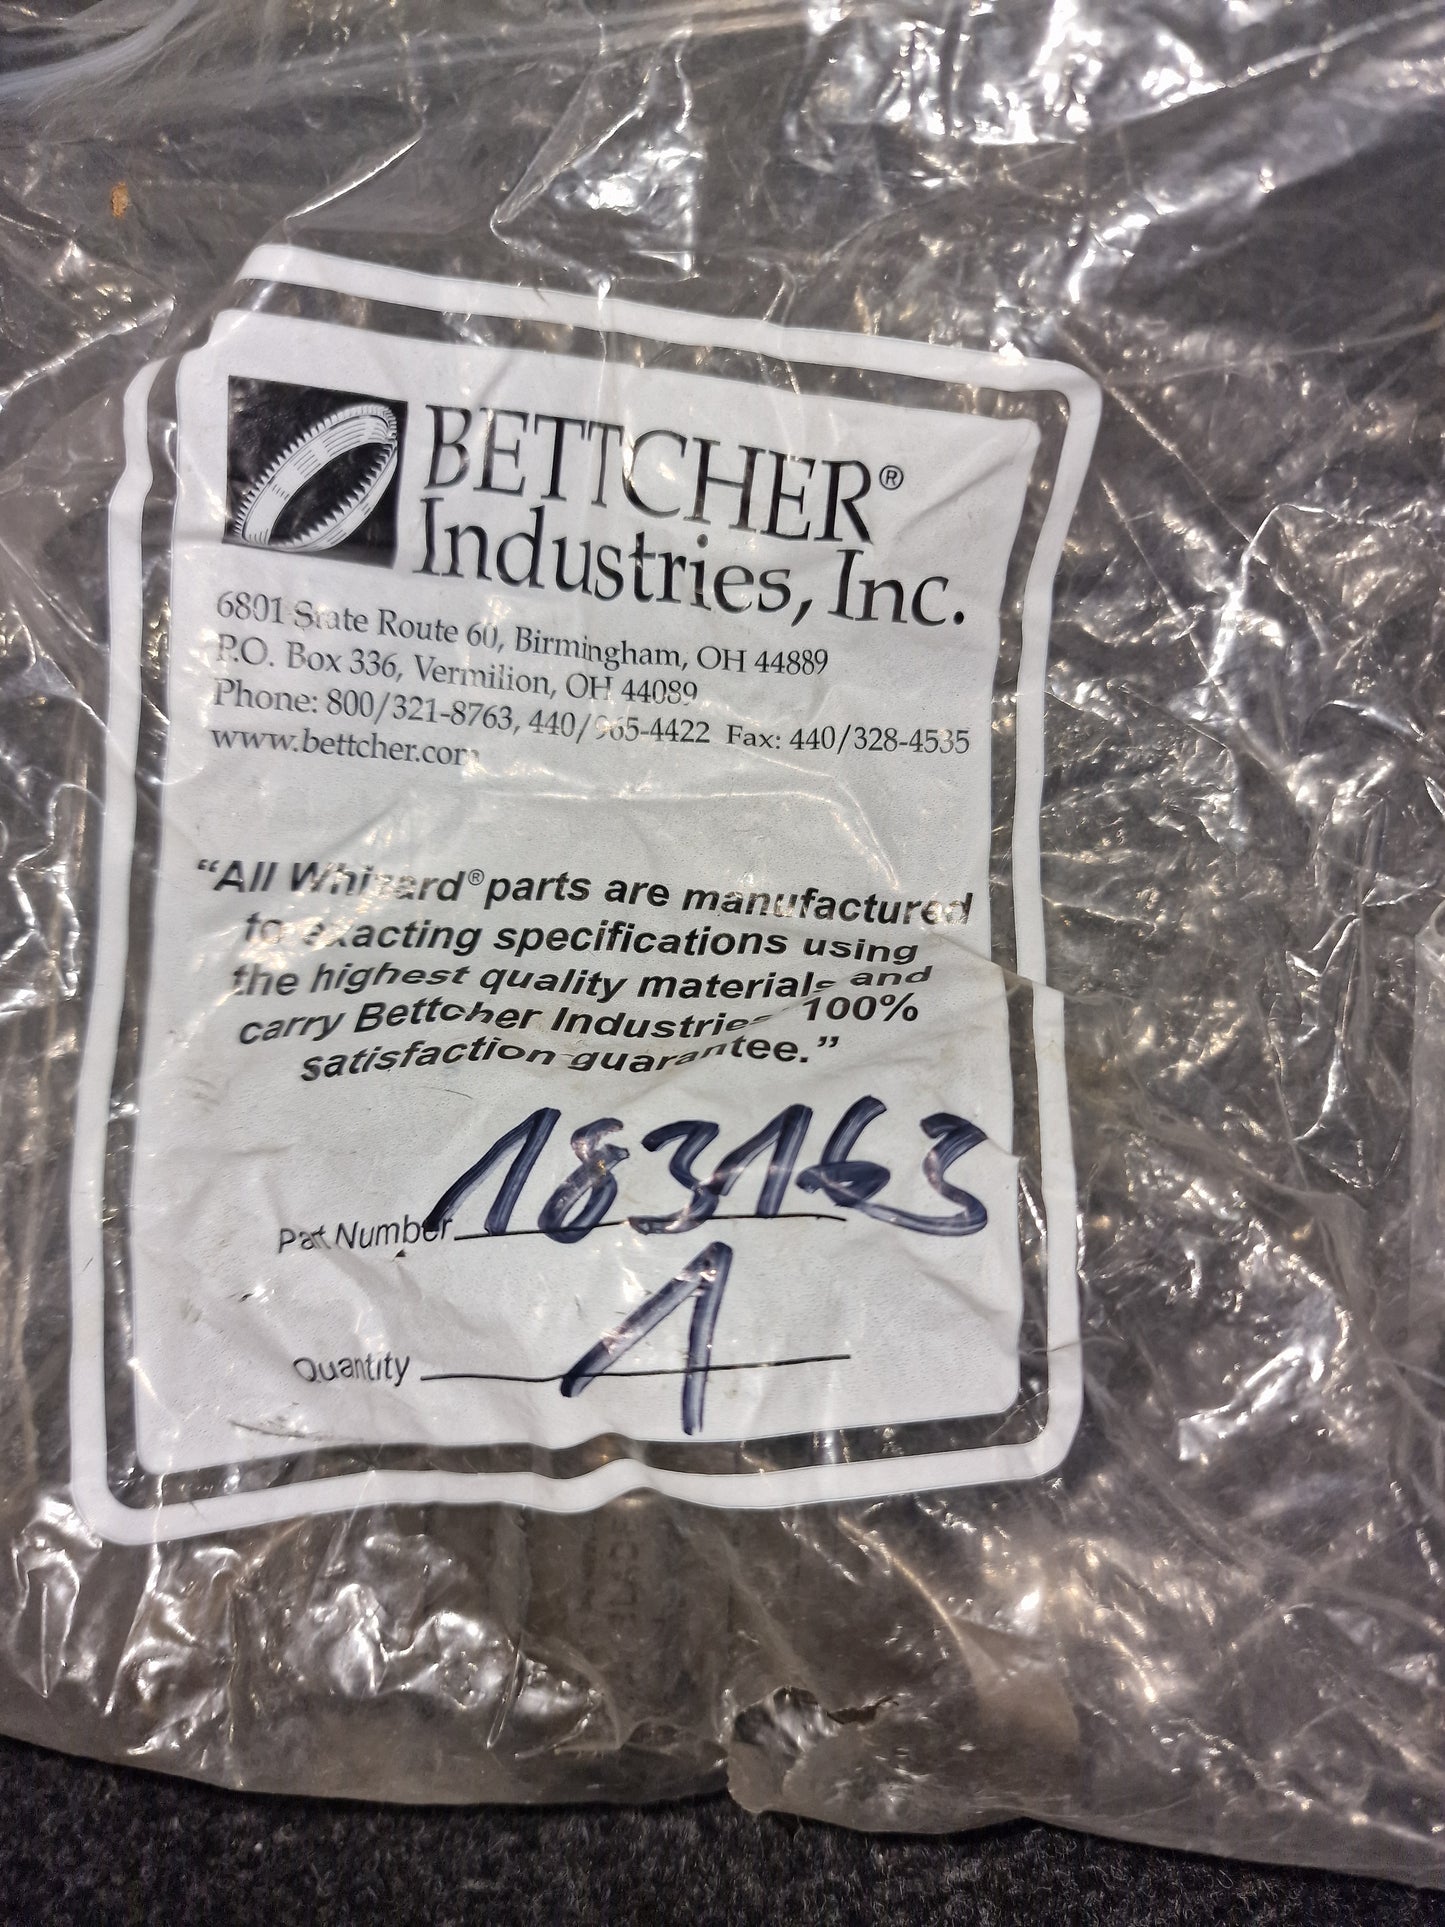 BETTCHER®
Industries, Inc.
6801 State Route 60, Birmingham, OH 44889
P.O. Box 336, Vermilion, OH 44089
Phone: 800/321-8763, 440/965-4422 Fax: 440/328-4535
www.bettcher.com
“All Whizard® parts are manufactured
to exacting specifications using
the highest quality materials and
carry Bettcher Industries 100%
satisfaction guarantee.”
Part Number 183163
Quantity 1